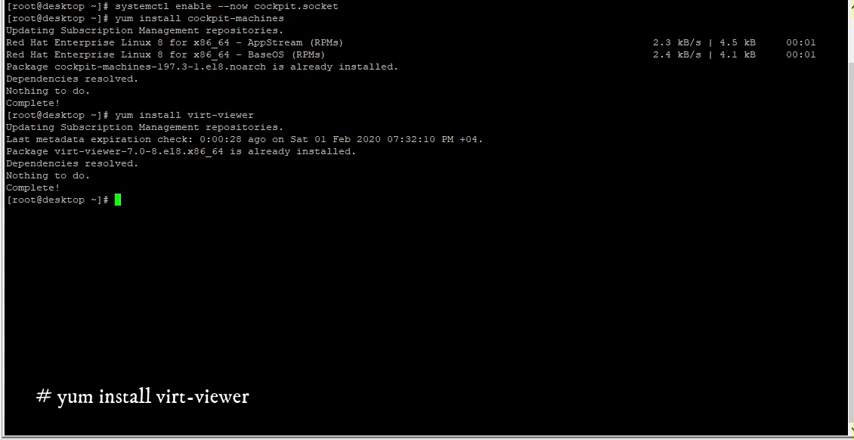 [root@desktop ~]# systemctl enable --now cockpit.socket
[root@desktop ~]# yum install cockpit-machines
Updating Subscription Management repositories.
Red Hat Enterprise Linux 8 for x86_64 - AppStream (RPMs) 2.3 kB/s | 4.5 kB 00:01
Red Hat Enterprise Linux 8 for x86_64 - BaseOS (RPMs) 2.4 kB/s | 4.1 kB 00:01
Package cockpit-machines-197.3-1.el8.noarch is already installed.
Dependencies resolved.
Nothing to do.
Complete!
[root@desktop ~]# yum install virt-viewer
Updating Subscription Management repositories.
Last metadata expiration check: 0:00:28 ago on Sat 01 Feb 2020 07:32:10 PM +04.
Package virt-viewer-7.0-8.el8.x86_64 is already installed.
Dependencies resolved.
Nothing to do.
Complete!
[root@desktop ~]#
# yum install virt-viewer